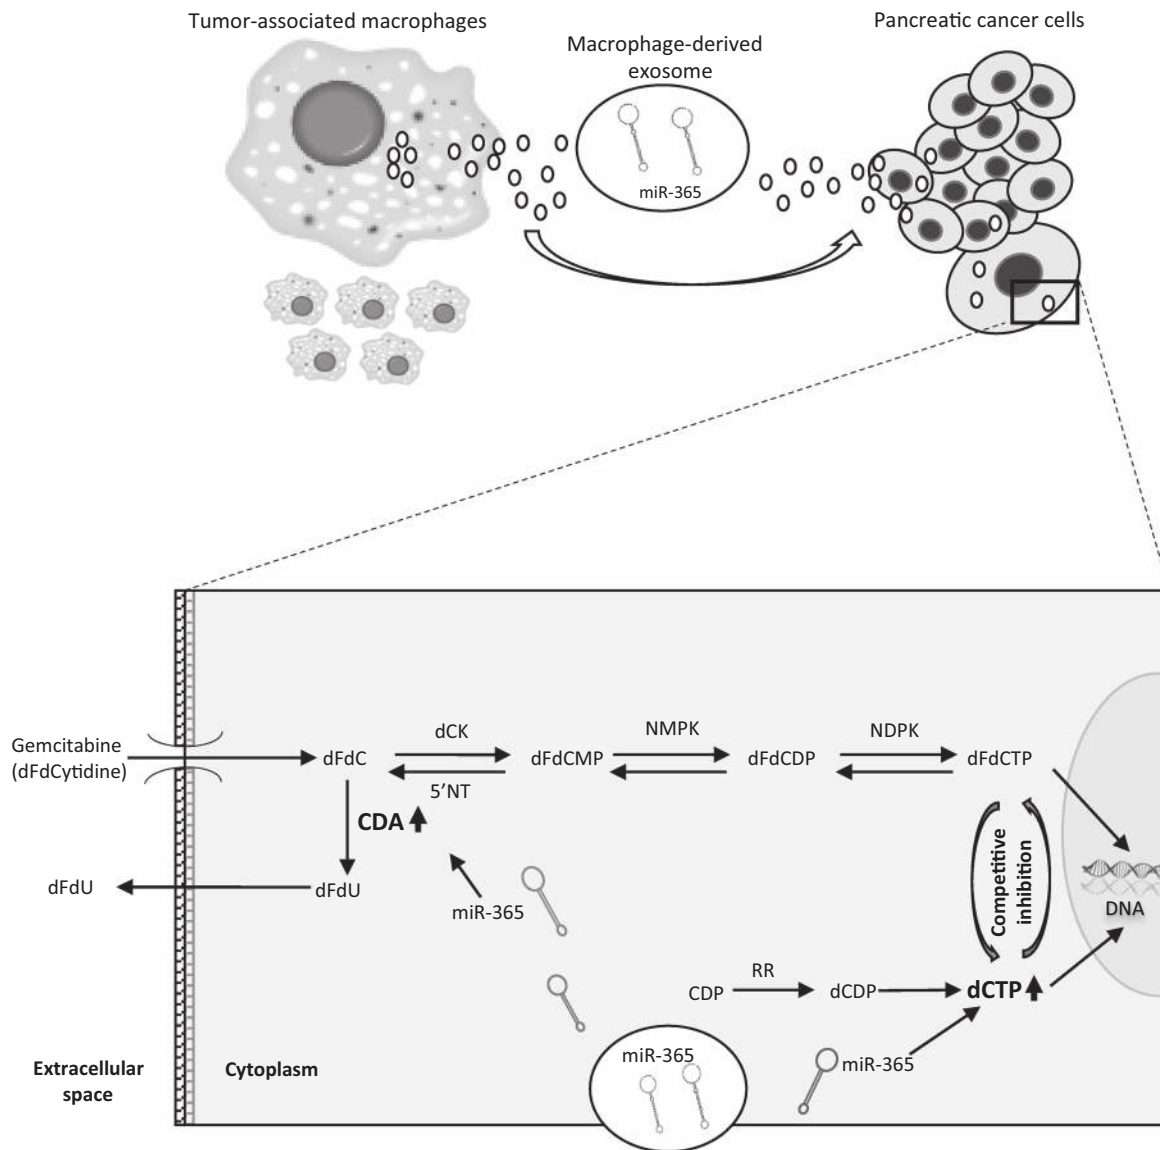 Tumor-associated macrophages
Macrophage-derived
exosome
Pancreatic cancer cells
miR-365
Gemcitabine
(dFdCytidine)
dFdC
dCK
5’NT
dFdCMP
NMPK
dFdCDP
NDPK
dFdCTP
CDA
dFdU
dFdU
miR-365
Competitive
inhibition
DNA
CDP
RR
dCDP
dCTP
miR-365
miR-365
Extracellular
space
Cytoplasm